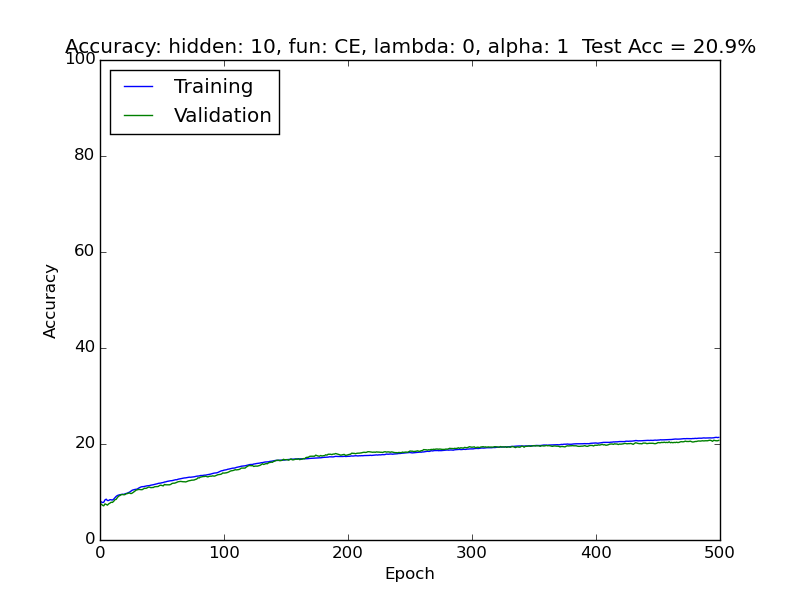 Accuracy: hidden: 10, fun: CE, lambda: 0, alpha: 1  Test Acc = 20.9%
100
Training
Validation
80
60
Accuracy
40
20
0
0 100 200 300 400 500
Epoch